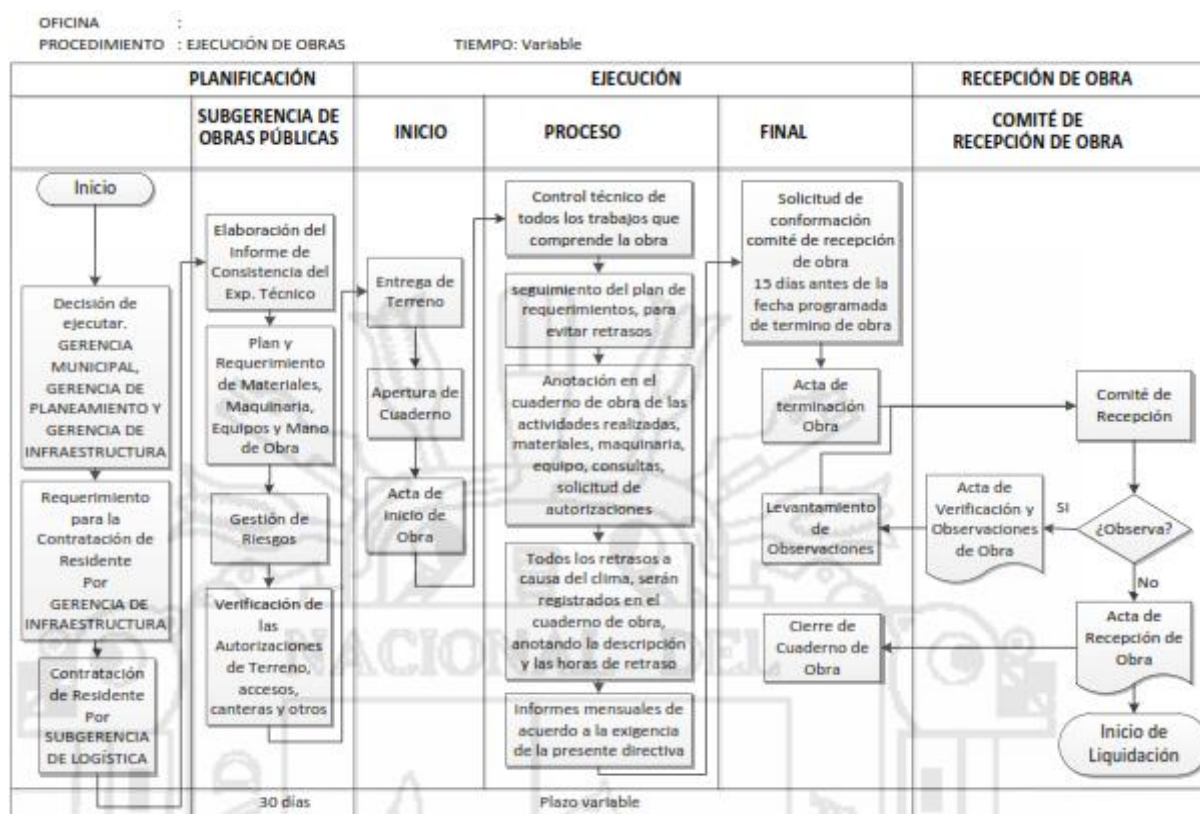 OFICINA :
PROCEDIMIENTO : EJECUCIÓN DE OBRAS TIEMPO: Variable
PLANIFICACIÓN
EJECUCIÓN
RECEPCIÓN DE OBRA
SUBGERENCIA DE
OBRAS PÚBLICAS
INICIO
PROCESO
FINAL
COMITÉ DE
RECEPCIÓN DE OBRA
Inicio
Decisión de
ejecutar.
GERENCIA
MUNICIPAL,
GERENCIA DE
PLANEAMIENTO Y
GERENCIA DE
INFRAESTRUCTURA
Requerimiento
para la
Contratación de
Residente
Por
GERENCIA DE
INFRAESTRUCTURA
Contratación
de Residente
Por
SUBGERENCIA
DE LOGÍSTICA
Elaboración del
Informe de
Consistencia del
Exp. Técnico
Plan y
Requerimiento
de Materiales,
Maquinaria,
Equipos y Mano
de Obra
Gestión de
Riesgos
Verificación de
las
Autorizaciones
de Terreno,
accesos,
canteras y otros
Entrega de
Terreno
Apertura de
Cuaderno
Acta de
inicio de
Obra
Control técnico de
todos los trabajos que
comprende la obra
seguimiento del plan de
requerimientos, para
evitar retrasos
Anotación en el
cuaderno de obra de las
actividades realizadas,
materiales, maquinaria,
equipo, consultas,
solicitud de
autorizaciones
Todos los retrasos a
causa del clima, serán
registrados en el
cuaderno de obra,
anotando la descripción
y las horas de retraso
Informes mensuales de
acuerdo a la exigencia
de la presente directiva
Solicitud de
conformación
comité de recepción
de obra
15 días antes de la
fecha programada
de termino de obra
Acta de
terminación
Obra
Levantamiento
de
Observaciones
Cierre de
Cuaderno de
Obra
Comité de
Recepción
¿Observa?
SI
Acta de
Verificación y
Observaciones
de Obra
No
Acta de
Recepción de
Obra
Inicio de
Liquidación
30 días
Plazo variable
NACIONAL DEL